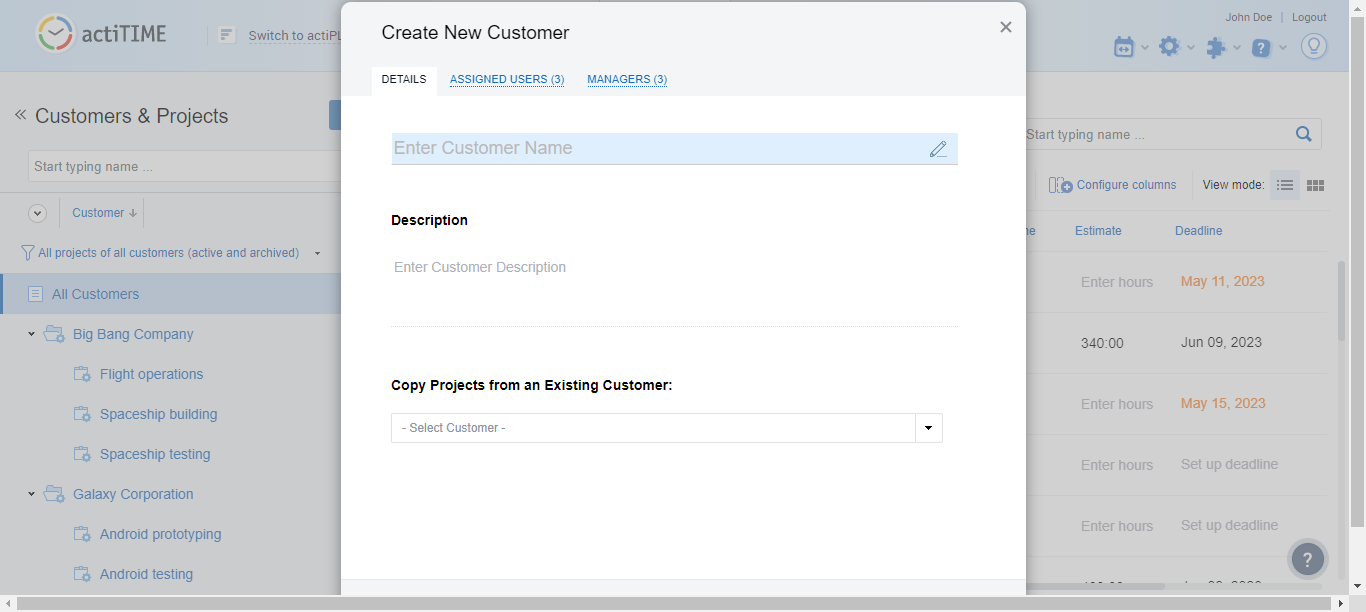 John Doe | Logout
actiTIME
Switch to actiPL
Create New Customer
DETAILS
ASSIGNED USERS (3)
MANAGERS (3)
Customers & Projects
Start typing name ...
Customer
All projects of all customers (active and archived)
All Customers
Big Bang Company
Flight operations
Spaceship building
Spaceship testing
Galaxy Corporation
Android prototyping
Android testing
Enter Customer Name
Description
Enter Customer Description
Copy Projects from an Existing Customer:
- Select Customer -
Start typing name ...
Configure columns
View mode:
Estimate
Deadline
Enter hours
May 11, 2023
340:00
Jun 09, 2023
Enter hours
May 15, 2023
Enter hours
Set up deadline
Enter hours
Set up deadline
?